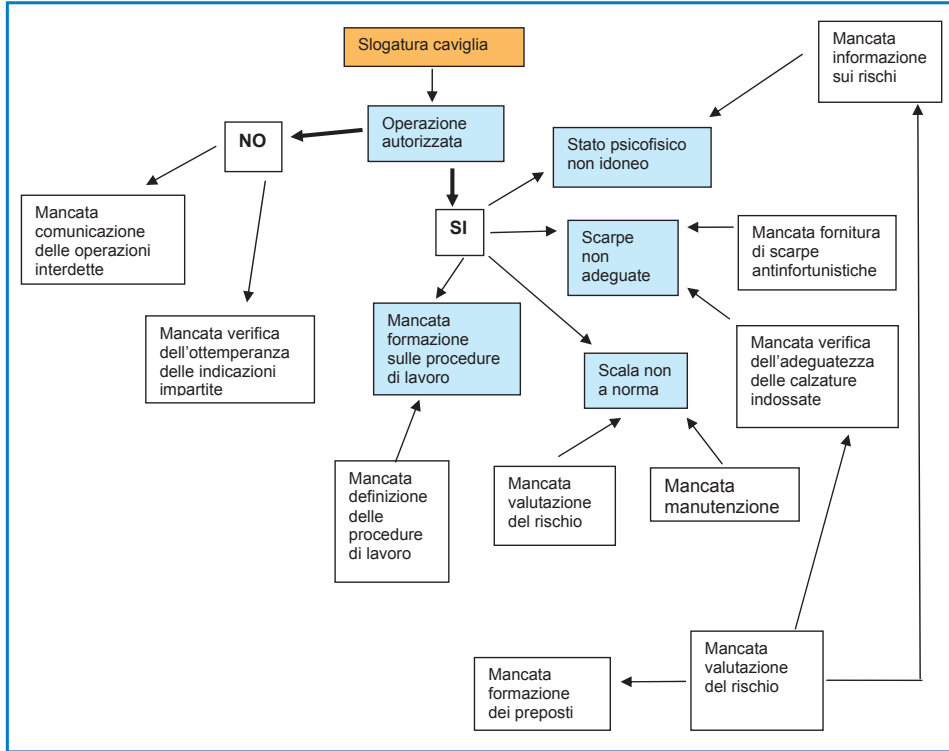 Slogatura caviglia
Mancata
informazione
sui rischi
Operazione
autorizzata
NO
Stato psicofisico
non idoneo
Mancata
comunicazione
delle operazioni
interdette
SI
Scarpe
non
adeguate
Mancata fornitura
di scarpe
antinfortunistiche
Mancata verifica
dell'ottemperanza
delle indicazioni
impartite
Mancata
formazione
sulle procedure
di lavoro
Scala non
a norma
Mancata verifica
dell'adeguatezza
delle calzature
indossate
Mancata
definizione
delle
procedure
di lavoro
Mancata
valutazione
del rischio
Mancata
manutenzione
Mancata
formazione
dei preposti
Mancata
valutazione
del rischio